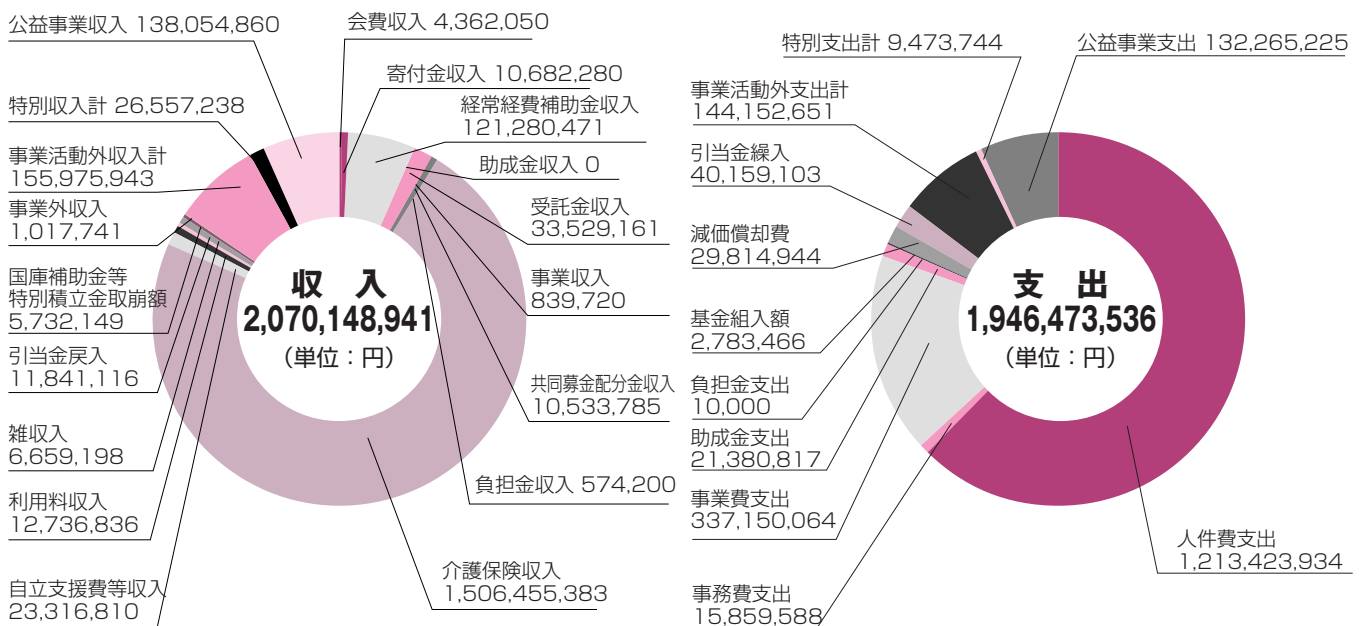 公益事業収入 138,054,860
会費収入 4,362,050
寄付金収入 10,682,280
特別収入計 26,557,238
経常経費補助金収入
121,280,471
助成金収入 0
事業活動外収入計
155,975,943
受託金収入
33,529,161
事業外収入
1,017,741
事業収入
839,720
国庫補助金等
特別積立金取崩額
5,732,149
引当金戻入
11,841,116
共同募金配分金収入
10,533,785
雑収入
6,659,198
負担金収入 574,200
利用料収入
12,736,836
自立支援費等収入
23,316,810
介護保険収入
1,506,455,383
収 入
2,070,148,941
（単位：円）
特別支出計 9,473,744
公益事業支出 132,265,225
事業活動外支出計
144,152,651
引当金繰入
40,159,103
減価償却費
29,814,944
基金組入額
2,783,466
負担金支出
10,000
助成金支出
21,380,817
事業費支出
337,150,064
事務費支出
15,859,588
人件費支出
1,213,423,934
支 出
1,946,473,536
（単位：円）